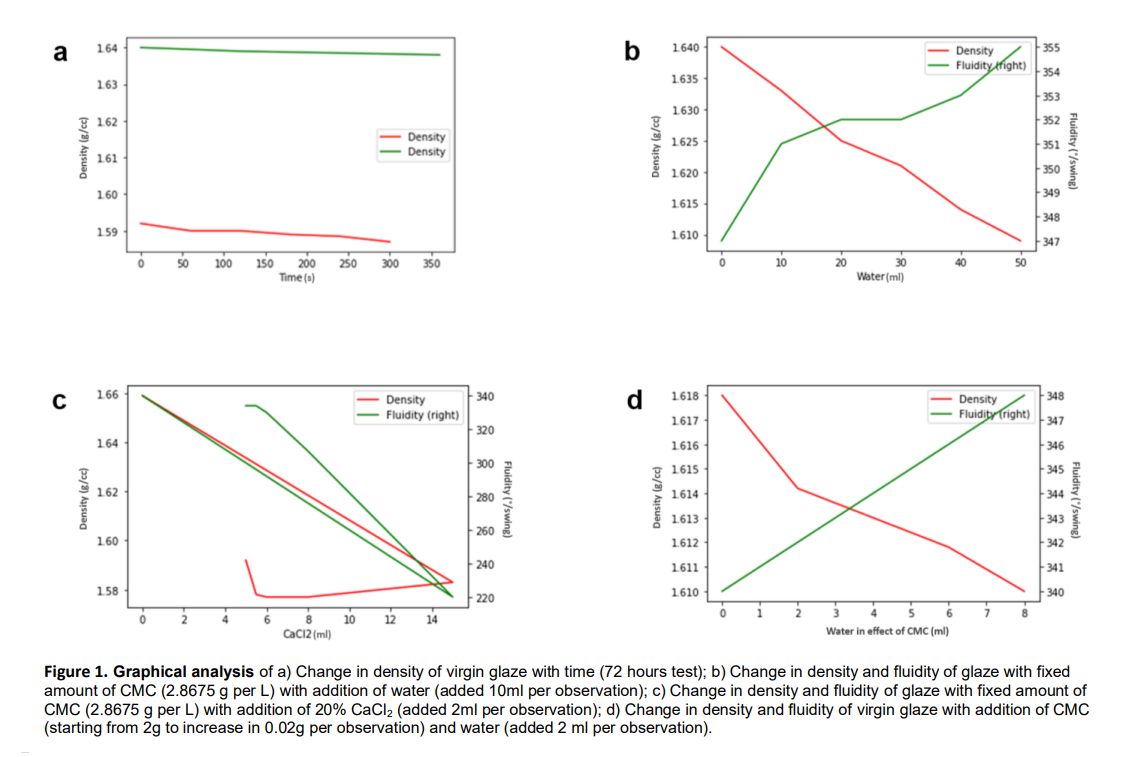 a
1.64
1.63
1.62
1.61
1.60
1.59
Density (g/cc)
Density
Density
0 50 100 150 200 250 300 350
Time (s)
b
1.640
1.635
1.630
1.625
1.620
1.615
1.610
Density (g/cc)
Density
Fluidity (right)
355
354
353
352
351
350
349
348
347
Fluidity (°/swing)
0 10 20 30 40 50
Water(ml)
c
1.66
1.64
1.62
1.60
1.58
Density (g/cc)
Density
Fluidity (right)
340
320
300
280
260
240
220
Fluidity (°/swing)
0 2 4 6 8 10 12 14
CaCl2 (ml)
d
1.618
1.617
1.616
1.615
1.614
1.613
1.612
1.611
1.610
Density (g/cc)
Density
Fluidity (right)
348
347
346
345
344
343
342
341
340
Fluidity (°/swing)
0 1 2 3 4 5 6 7 8
Water in effect of CMC (ml)
Figure 1. Graphical analysis of a) Change in density of virgin glaze with time (72 hours test); b) Change in density and fluidity of glaze with fixed
amount of CMC (2.8675 g per L) with addition of water (added 10ml per observation); c) Change in density and fluidity of glaze with fixed amount of
CMC (2.8675 g per L) with addition of 20% CaCl₂ (added 2ml per observation); d) Change in density and fluidity of virgin glaze with addition of CMC
(starting from 2g to increase in 0.02g per observation) and water (added 2 ml per observation).